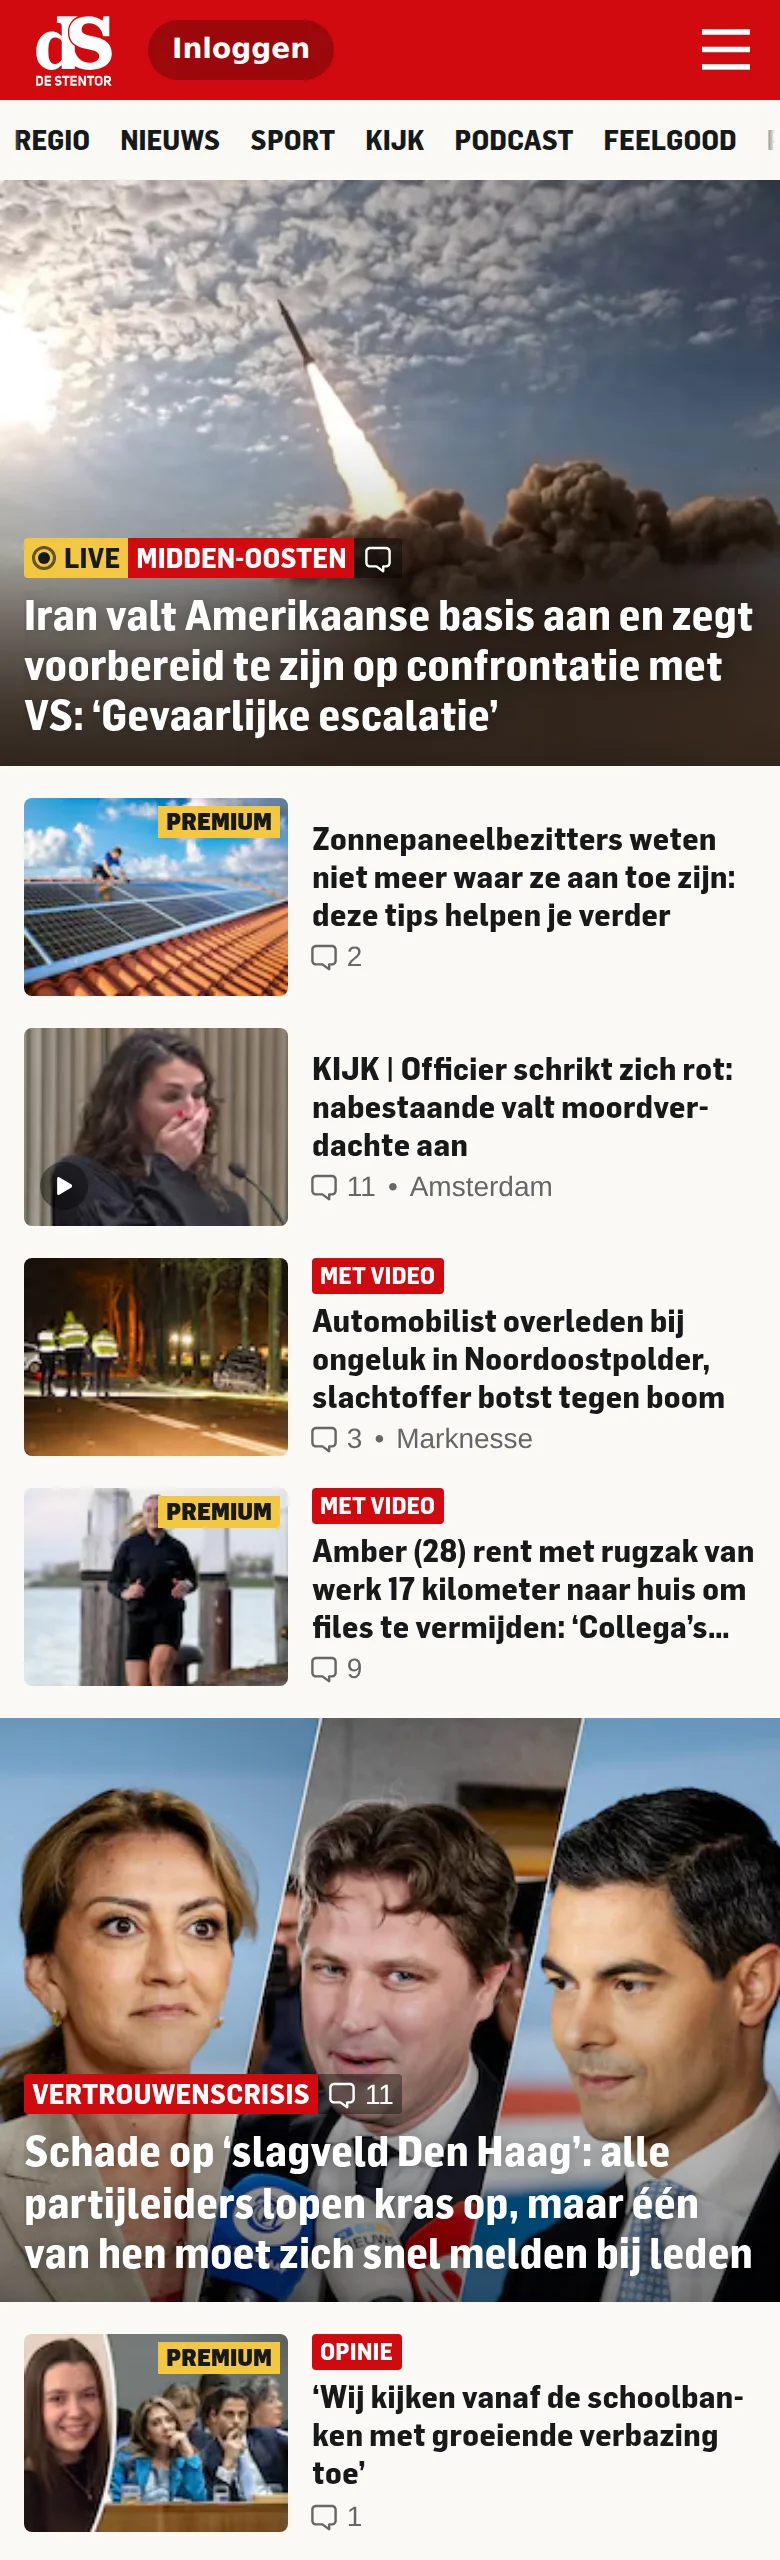 dS
DE STENTOR
Inloggen
REGIO NIEUWS SPORT KIJK PODCAST FEELGOOD
LIVE MIDDEN-OOSTEN
Iran valt Amerikaanse basis aan en zegt
voorbereid te zijn op confrontatie met
VS: ‘Gevaarlijke escalatie’
PREMIUM
Zonnepaneelbezitters weten
niet meer waar ze aan toe zijn:
deze tips helpen je verder
2
KIJK | Officier schrikt zich rot:
nabestaande valt moordver-
dachte aan
11 • Amsterdam
MET VIDEO
Automobilist overleden bij
ongeluk in Noordoostpolder,
slachtoffer botst tegen boom
3 • Marknesse
PREMIUM
MET VIDEO
Amber (28) rent met rugzak van
werk 17 kilometer naar huis om
files te vermijden: ‘Collega’s...
9
VERTROUWENSCRISIS 11
Schade op ‘slagveld Den Haag’: alle
partijleiders lopen kras op, maar één
van hen moet zich snel melden bij leden
PREMIUM
OPINIE
‘Wij kijken vanaf de schoolban-
ken met groeiende verbazing
toe’
1